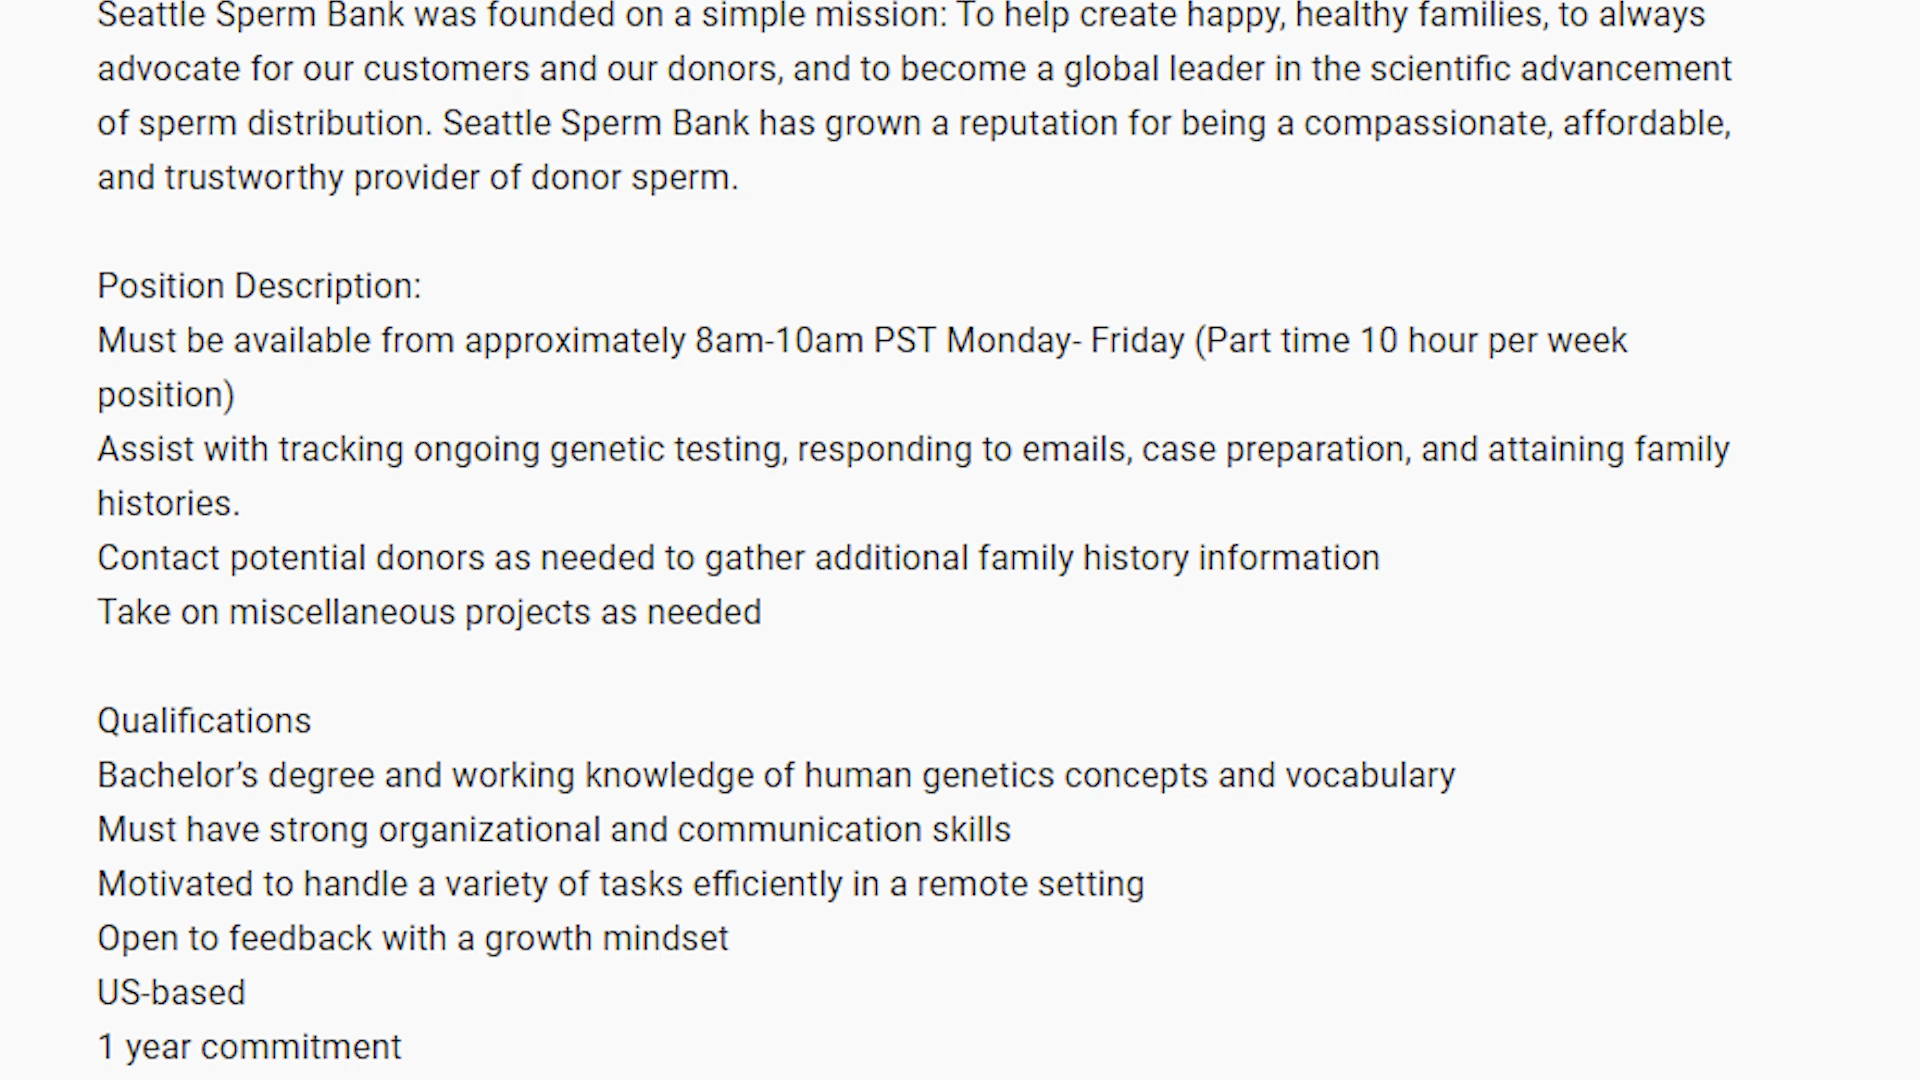 Seattle Sperm Bank was founded on a simple mission: To help create happy, healthy families, to always
advocate for our customers and our donors, and to become a global leader in the scientific advancement
of sperm distribution. Seattle Sperm Bank has grown a reputation for being a compassionate, affordable,
and trustworthy provider of donor sperm.
Position Description:
Must be available from approximately 8am-10am PST Monday- Friday (Part time 10 hour per week
position)
Assist with tracking ongoing genetic testing, responding to emails, case preparation, and attaining family
histories.
Contact potential donors as needed to gather additional family history information
Take on miscellaneous projects as needed
Qualifications
Bachelor’s degree and working knowledge of human genetics concepts and vocabulary
Must have strong organizational and communication skills
Motivated to handle a variety of tasks efficiently in a remote setting
Open to feedback with a growth mindset
US-based
1 year commitment